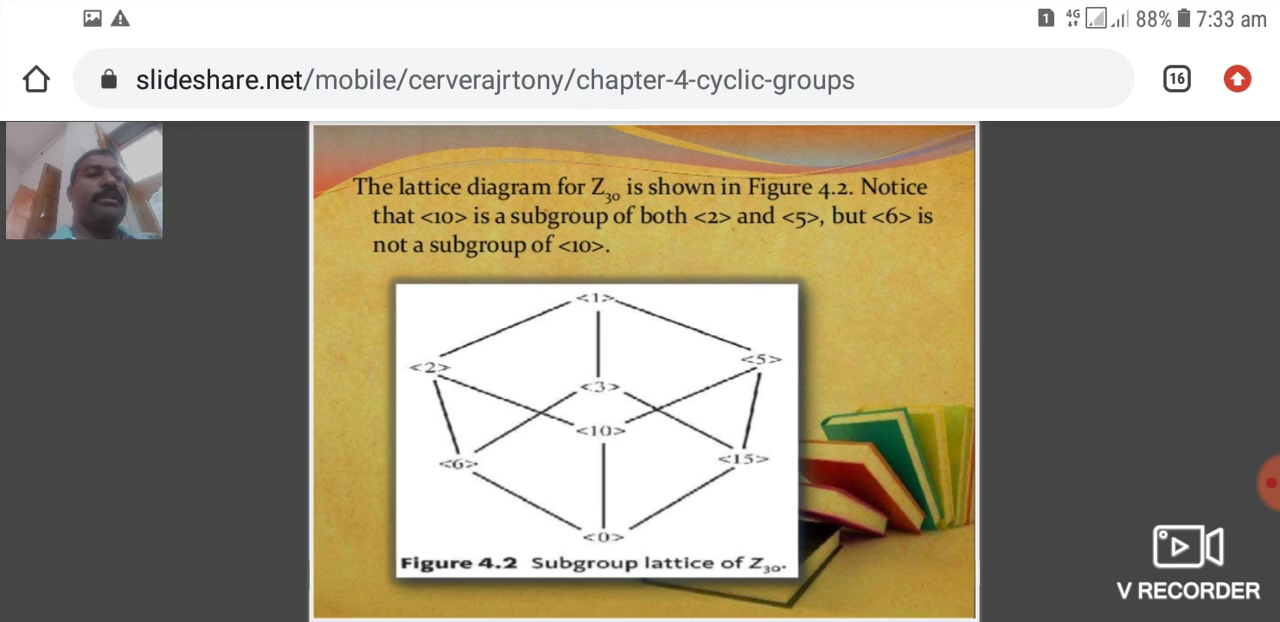 1 4G 88% 7:33 am
slideshare.net/mobile/cerverajrtony/chapter-4-cyclic-groups
16
The lattice diagram for Z30 is shown in Figure 4.2. Notice
that <10> is a subgroup of both <2> and <5>, but <6> is
not a subgroup of <10>.
<1>
<2>
<5>
<3>
<10>
<6>
<15>
<0>
Figure 4.2 Subgroup lattice of Z30.
V RECORDER